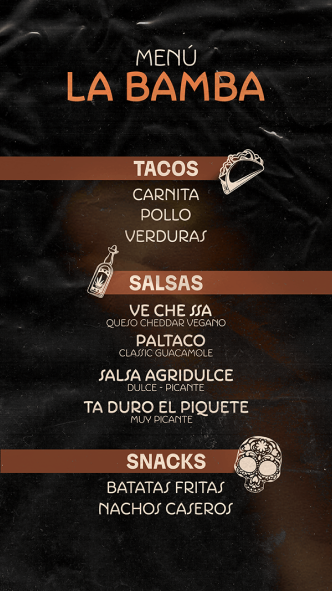 MENÚ
LA BAMBA
TACOS
CARNITA
POLLO
VERDURAS
SALSAS
VE CHE SSA
QUESO CHEDDAR VEGANO
PALTACO
CLASSIC GUACAMOLE
SALSA AGRIDULCE
DULCE - PICANTE
TA DURO EL PIQUETE
MUY PICANTE
SNACKS
BATATAS FRITAS
NACHOS CASEROS